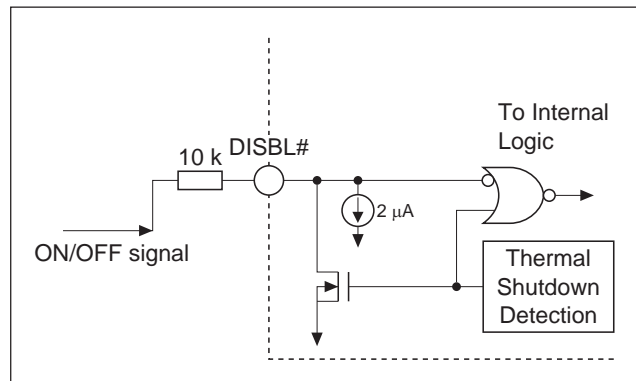 To Internal
Logic
10 k
DISBL#
2 μA
ON/OFF signal
Thermal
Shutdown
Detection